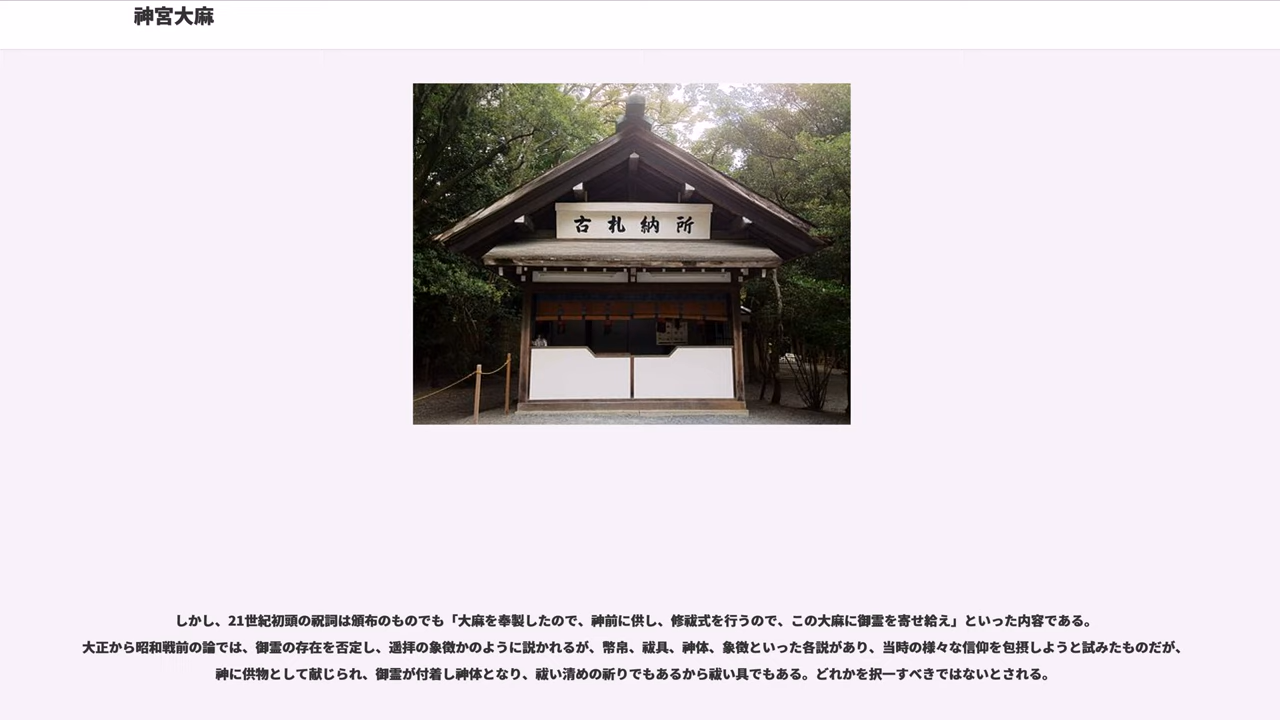 神宮大麻
古札納所
しかし、21世紀初頭の祝詞は頒布のものでも「大麻を奉製したので、神前に供し、修祓式を行うので、この大麻に御霊を寄せ給え」といった内容である。
大正から昭和戦前の論では、御霊の存在を否定し、遥拝の象徴かのように説かれるが、幣帛、祓具、神体、象徴といった各説があり、当時の様々な信仰を包摂しようと試みたものだが、
神に供物として献じられ、御霊が付着し神体となり、祓い清めの祈りでもあるから祓い具でもある。どれかを択一すべきではないとされる。